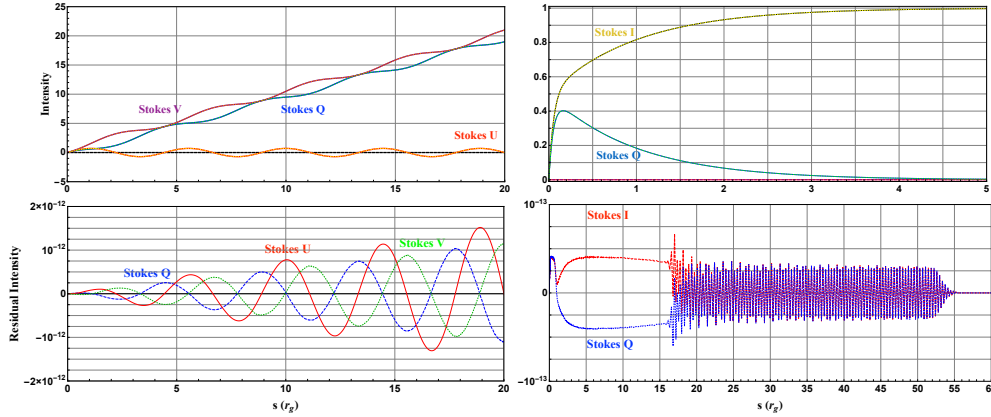 Intensity
25
20
15
10
5
0
-5
Stokes V
Stokes Q
Stokes U
0 5 10 15 20
1
0.8
0.6
0.4
0.2
0
Stokes I
Stokes Q
0 1 2 3 4 5
Residual Intensity
2×10⁻¹²
10⁻¹²
0
-10⁻¹²
-2×10⁻¹²
Stokes Q
Stokes U
Stokes V
0 5 10 15 20
s (r_g)
10⁻¹³
0
-10⁻¹³
Stokes I
Stokes Q
0 5 10 15 20 25 30 35 40 45 50 55 60
s (r_g)